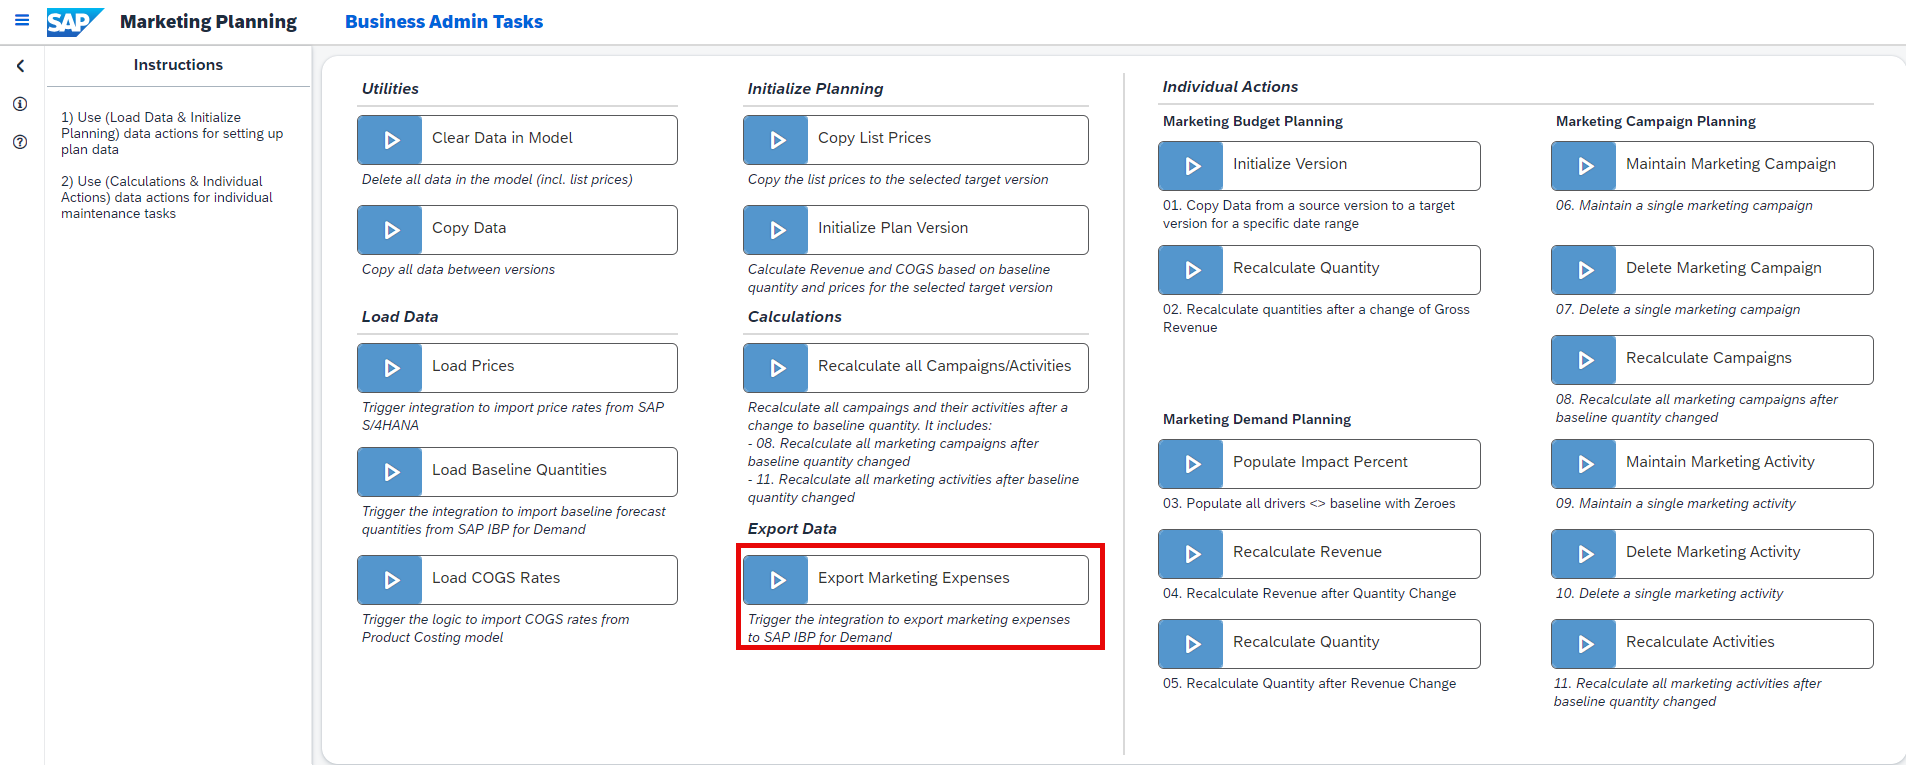 SAP Marketing Planning Business Admin Tasks
Instructions
1) Use (Load Data & Initialize
Planning) data actions for setting up
plan data
2) Use (Calculations & Individual
Actions) data actions for individual
maintenance tasks
Utilities
Clear Data in Model
Delete all data in the model (incl. list prices)
Copy Data
Copy all data between versions
Load Data
Load Prices
Trigger integration to import price rates from SAP
S/4HANA
Load Baseline Quantities
Trigger the integration to import baseline forecast
quantities from SAP IBP for Demand
Load COGS Rates
Trigger the logic to import COGS rates from
Product Costing model
Initialize Planning
Copy List Prices
Copy the list prices to the selected target version
Initialize Plan Version
Calculate Revenue and COGS based on baseline
quantity and prices for the selected target version
Calculations
Recalculate all Campaigns/Activities
Recalculate all campaings and their activities after a
change to baseline quantity. It includes:
- 08. Recalculate all marketing campaigns after
baseline quantity changed
- 11. Recalculate all marketing activities after baseline
quantity changed
Export Data
Export Marketing Expenses
Trigger the integration to export marketing expenses
to SAP IBP for Demand
Individual Actions
Marketing Budget Planning
Initialize Version
01. Copy Data from a source version to a target
version for a specific date range
Recalculate Quantity
02. Recalculate quantities after a change of Gross
Revenue
Marketing Demand Planning
Populate Impact Percent
03. Populate all drivers <> baseline with Zeroes
Recalculate Revenue
04. Recalculate Revenue after Quantity Change
Recalculate Quantity
05. Recalculate Quantity after Revenue Change
Marketing Campaign Planning
Maintain Marketing Campaign
06. Maintain a single marketing campaign
Delete Marketing Campaign
07. Delete a single marketing campaign
Recalculate Campaigns
08. Recalculate all marketing campaigns after
baseline quantity changed
Maintain Marketing Activity
09. Maintain a single marketing activity
Delete Marketing Activity
10. Delete a single marketing activity
Recalculate Activities
11. Recalculate all marketing activities after
baseline quantity changed